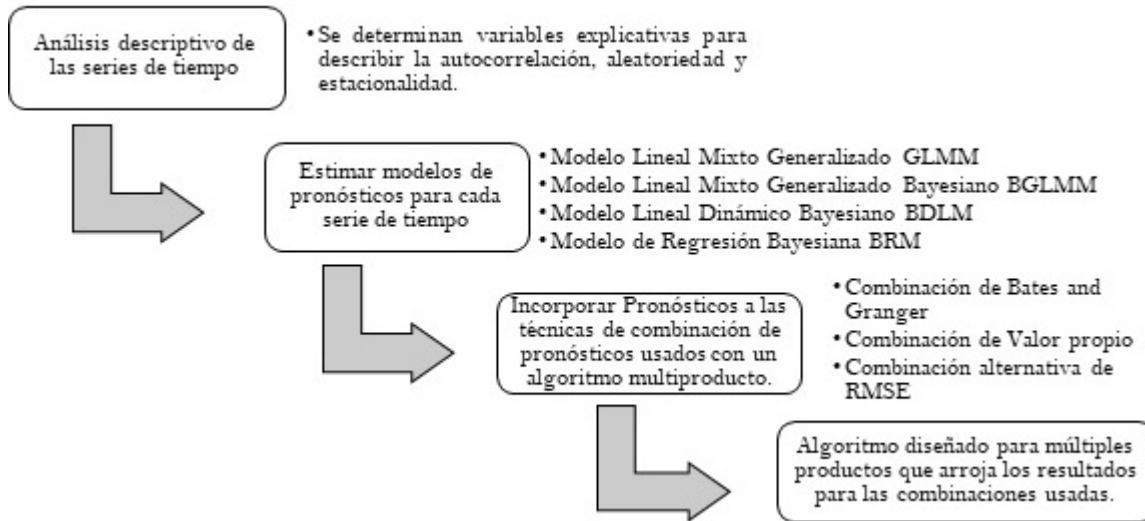 Análisis descriptivo de
las series de tiempo
• Se determinan variables explicativas para
describir la autocorrelación, aleatoriedad y
estacionalidad.
Estimar modelos de
pronósticos para cada
serie de tiempo
• Modelo Lineal Mixto Generalizado GLMM
• Modelo Lineal Mixto Generalizado Bayesiano BGLMM
• Modelo Lineal Dinámico Bayesiano BDLM
• Modelo de Regresión Bayesiana BRM
Incorporar Pronósticos a las
técnicas de combinación de
pronósticos usados con un
algoritmo multiproducto.
• Combinación de Bates and
Granger
• Combinación de Valor propio
• Combinación alternativa de
RMSE
Algoritmo diseñado para múltiples
productos que arroja los resultados
para las combinaciones usadas.